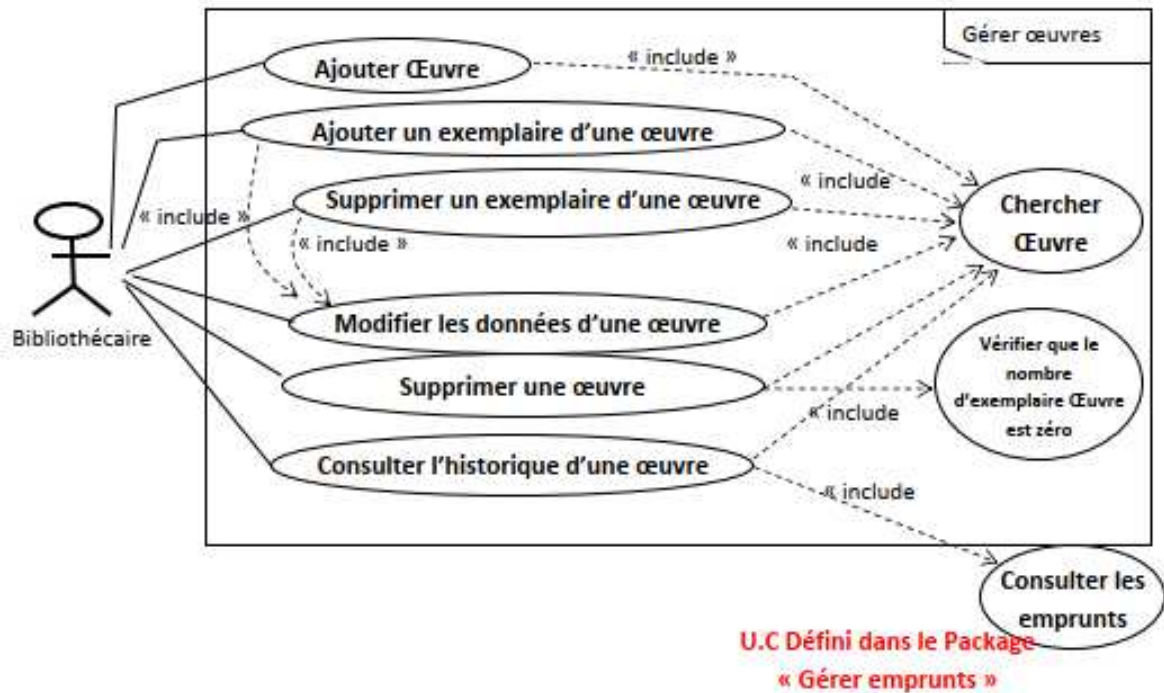 Gérer œuvres
Ajouter Œuvre
« include »
Ajouter un exemplaire d’une œuvre
« include
Supprimer un exemplaire d’une œuvre
Chercher
Œuvre
« include »
« include »
« include
Bibliothécaire
Modifier les données d’une œuvre
Vérifier que le
nombre
d’exemplaire Œuvre
est zéro
Supprimer une œuvre
« include
Consulter l’historique d’une œuvre
« include
Consulter les
emprunts
U.C Défini dans le Package
« Gérer emprunts »